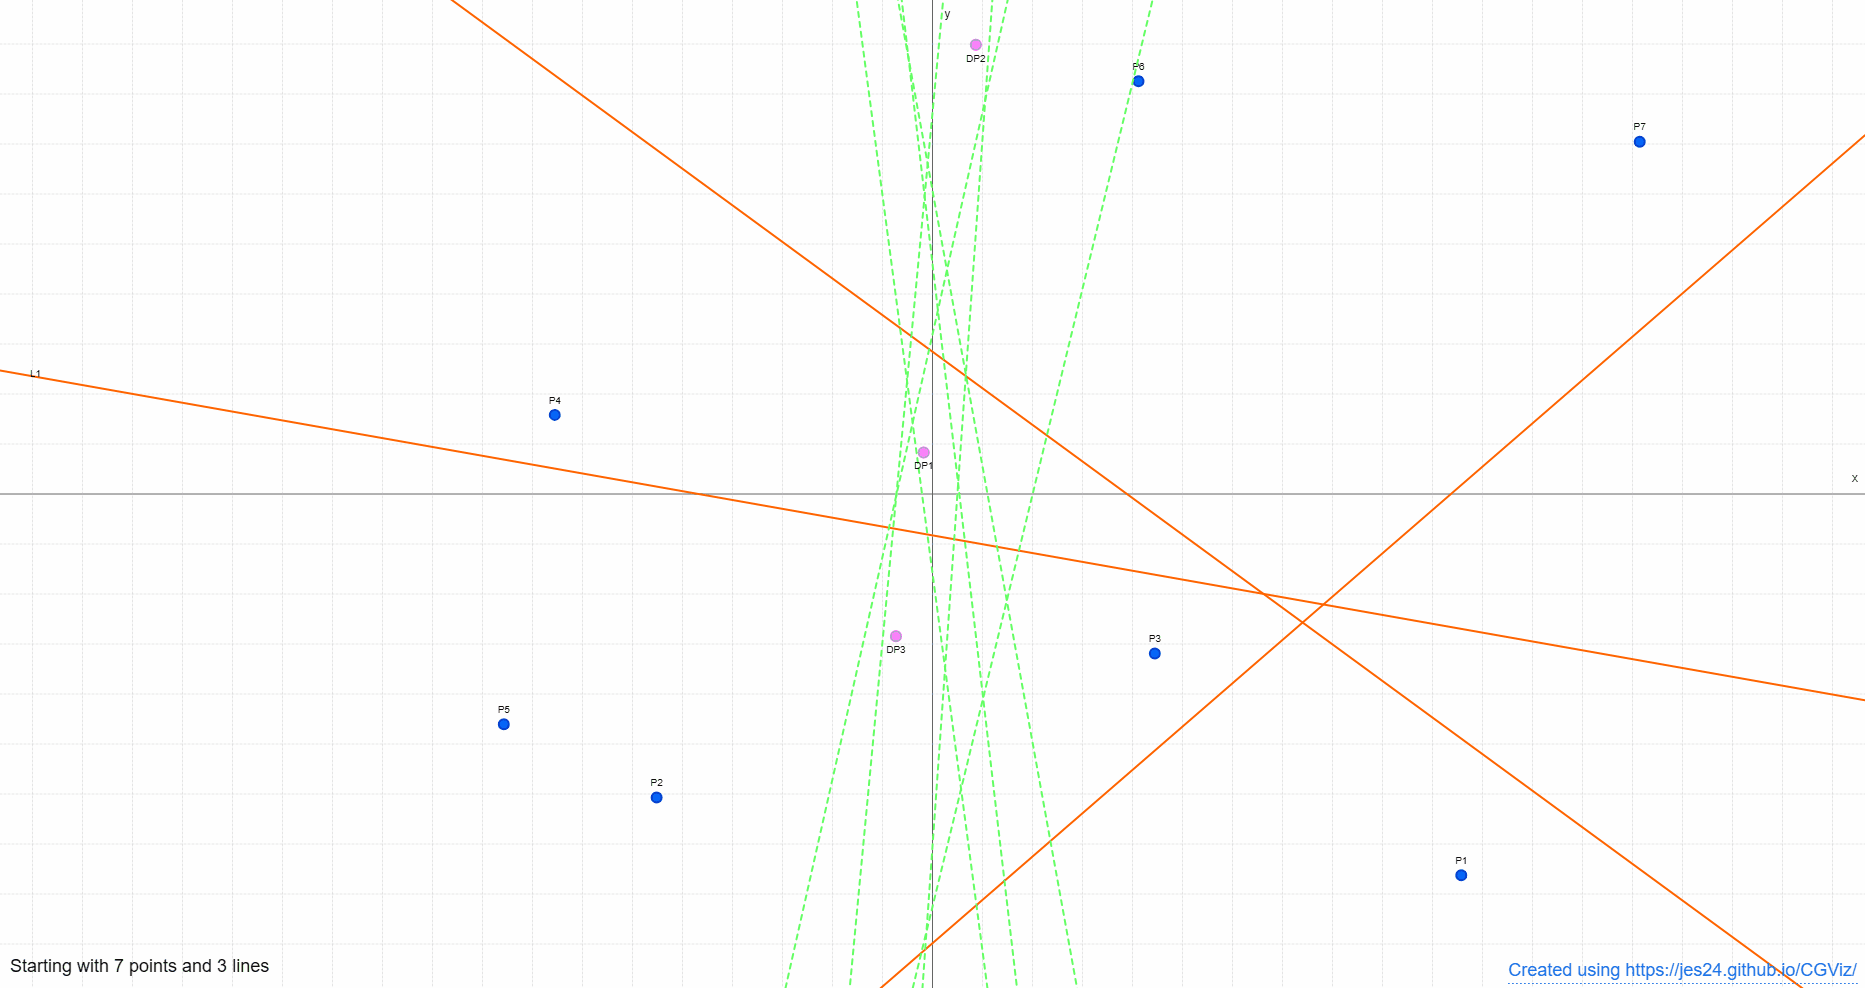 y
DP2
P6
P7
L1
P4
DP1
x
P3
DP3
P5
P2
P1
Starting with 7 points and 3 lines
Created using https://jes24.github.io/CGViz/